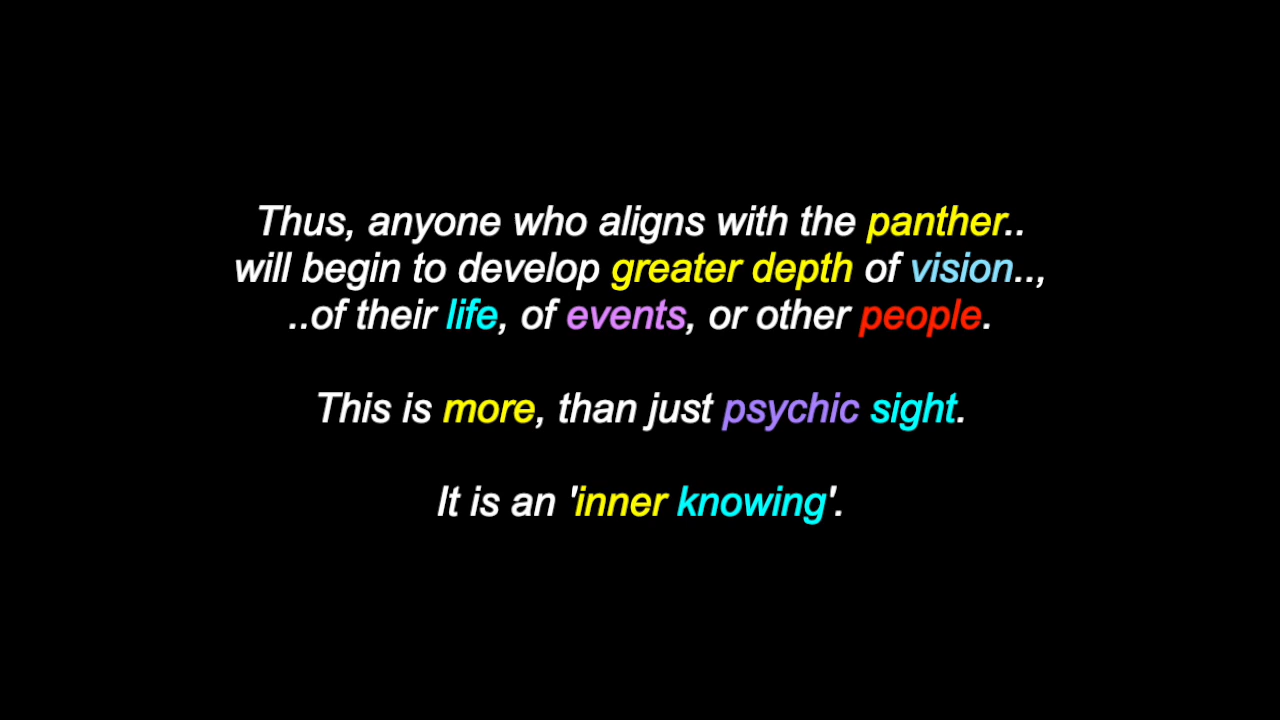 Thus, anyone who aligns with the panther..
will begin to develop greater depth of vision..,
..of their life, of events, or other people.
This is more, than just psychic sight.
It is an 'inner knowing'.